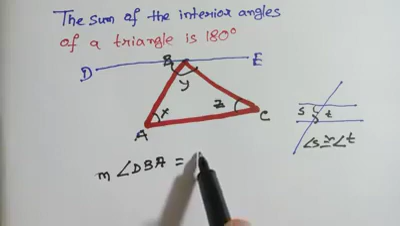 The sum of the interior angles
of a triangle is 180°
D B E
y
x z
A C
s t
∠s ≅ ∠t
m ∠DBA =